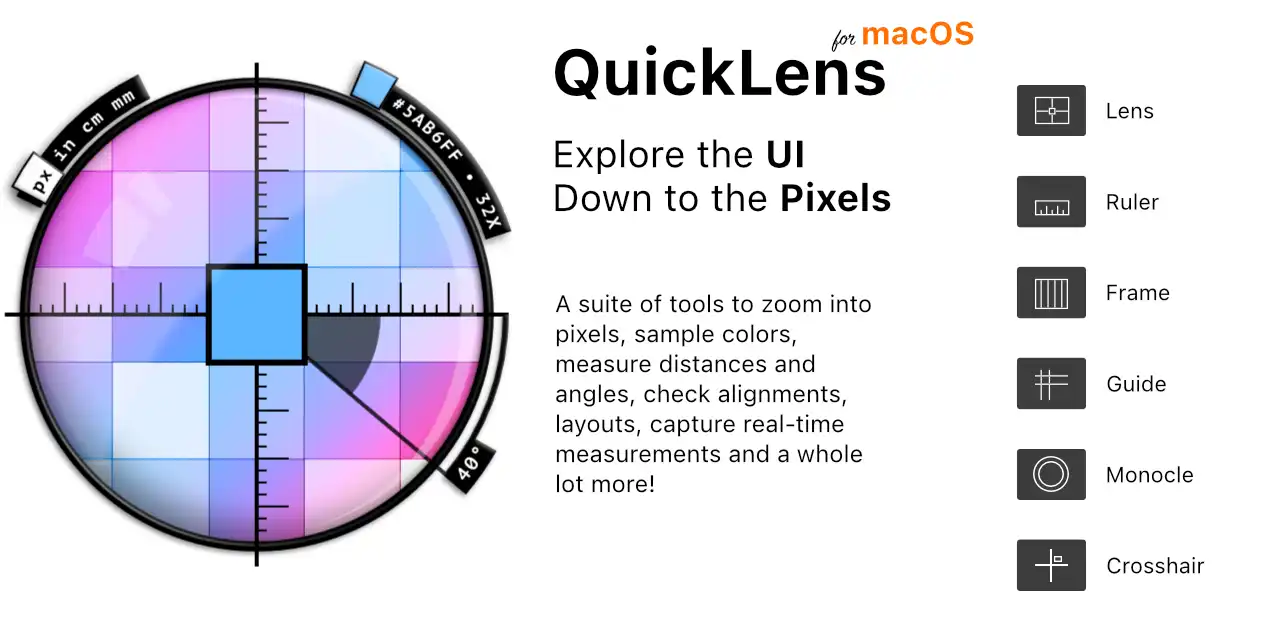 px in cm mm
#5AB6FF • 32X
40°
for macOS
QuickLens
Explore the UI
Down to the Pixels
A suite of tools to zoom into
pixels, sample colors,
measure distances and
angles, check alignments,
layouts, capture real-time
measurements and a whole
lot more!
Lens
Ruler
Frame
Guide
Monocle
Crosshair